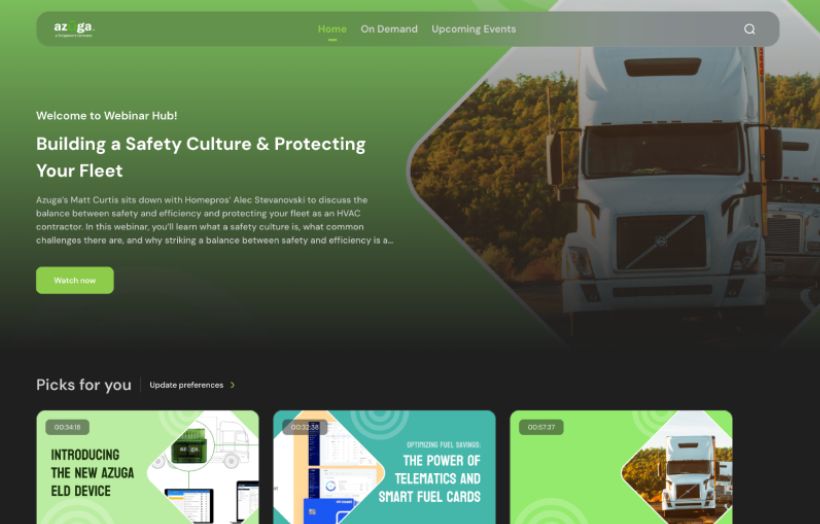 azuga
Home On Demand Upcoming Events
Welcome to Webinar Hub!
Building a Safety Culture & Protecting
Your Fleet
Azuga's Matt Curtis sits down with Homepros' Alec Stevanovski to discuss the
balance between safety and efficiency and protecting your fleet as an HVAC
contractor. In this webinar, you'll learn what a safety culture is, what common
challenges there are, and why striking a balance between safety and efficiency is a...
Watch now
Picks for you
Update preferences
00:34:18
INTRODUCING
THE NEW AZUGA
ELD DEVICE
azuga
00:32:38
OPTIMIZING FUEL SAVINGS:
THE POWER OF
TELEMATICS AND
SMART FUEL CARDS
00:57:37